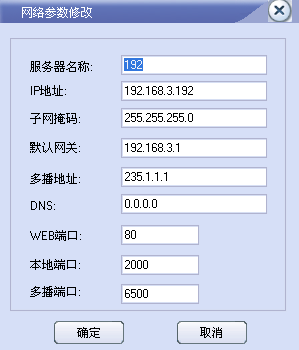 网络参数修改
服务器名称: 192
IP地址: 192.168.3.192
子网掩码: 255.255.255.0
默认网关: 192.168.3.1
多播地址: 235.1.1.1
DNS: 0.0.0.0
WEB端口: 80
本地端口: 2000
多播端口: 6500
确定 取消